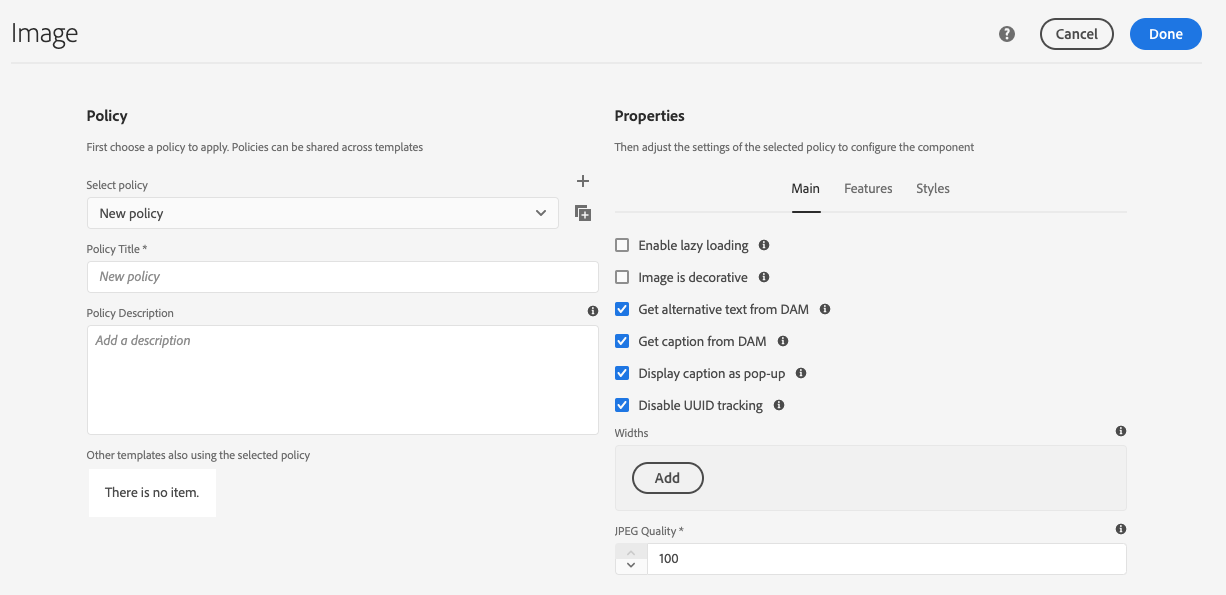 Image
Cancel
Done
Policy
First choose a policy to apply. Policies can be shared across templates
Select policy
New policy
Policy Title *
New policy
Policy Description
Add a description
Other templates also using the selected policy
There is no item.
Properties
Then adjust the settings of the selected policy to configure the component
Main Features Styles
Enable lazy loading
Image is decorative
Get alternative text from DAM
Get caption from DAM
Display caption as pop-up
Disable UUID tracking
Widths
Add
JPEG Quality *
100